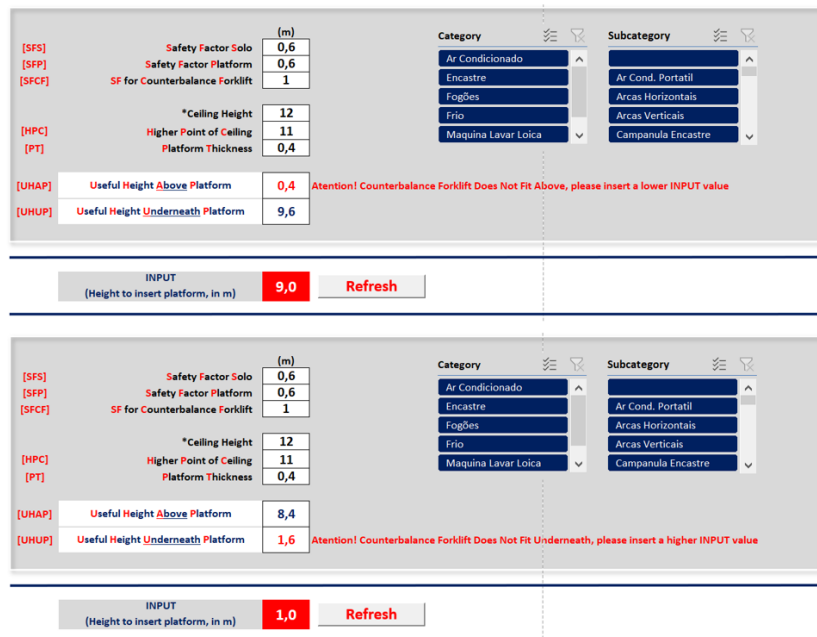 (m)
[SFS] Safety Factor Solo 0,6
[SFP] Safety Factor Platform 0,6
[SFCF] SF for Counterbalance Forklift 1
*Ceiling Height 12
[HPC] Higher Point of Ceiling 11
[PT] Platform Thickness 0,4
[UHAP] Useful Height Above Platform 0,4 Atention! Counterbalance Forklift Does Not Fit Above, please insert a lower INPUT value
[UHUP] Useful Height Underneath Platform 9,6
Category
Ar Condicionado
Encastre
Fogões
Frio
Maquina Lavar Loica
Subcategory
Ar Cond. Portatil
Arcas Horizontais
Arcas Verticais
Campanula Encastre
INPUT
(Height to insert platform, in m) 9,0 Refresh
(m)
[SFS] Safety Factor Solo 0,6
[SFP] Safety Factor Platform 0,6
[SFCF] SF for Counterbalance Forklift 1
*Ceiling Height 12
[HPC] Higher Point of Ceiling 11
[PT] Platform Thickness 0,4
[UHAP] Useful Height Above Platform 8,4
[UHUP] Useful Height Underneath Platform 1,6 Atention! Counterbalance Forklift Does Not Fit Underneath, please insert a higher INPUT value
Category
Ar Condicionado
Encastre
Fogões
Frio
Maquina Lavar Loica
Subcategory
Ar Cond. Portatil
Arcas Horizontais
Arcas Verticais
Campanula Encastre
INPUT
(Height to insert platform, in m) 1,0 Refresh